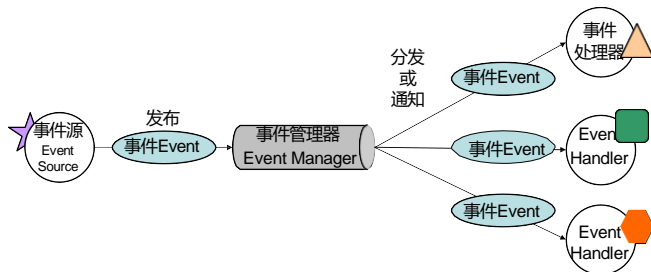 事件源
Event
Source
发布
事件Event
事件管理器
Event Manager
分发
或
通知
事件Event
事件
处理器
事件Event
Event
Handler
事件Event
Event
Handler